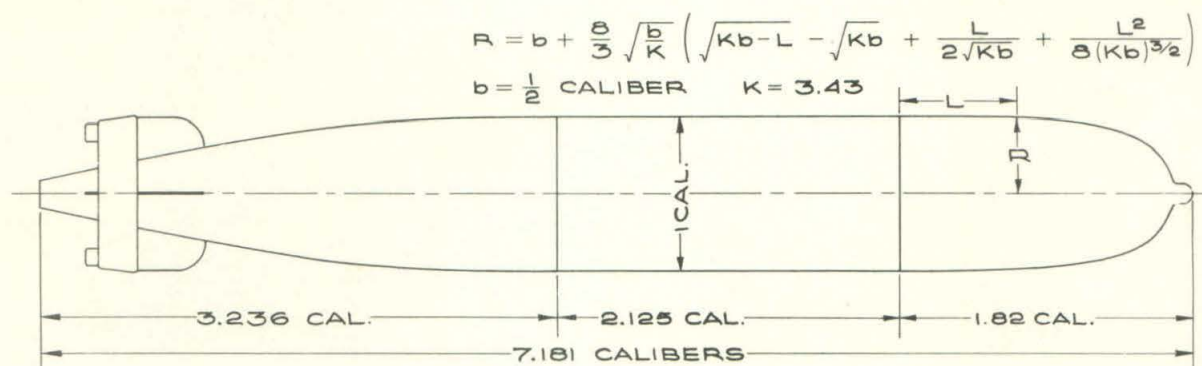 R = b + 8/3 √(b/K) ( √(Kb-L) - √(Kb) + L/(2√(Kb)) + L²/(8(Kb)^(3/2)) )
b = 1/2 CALIBER K = 3.43
L
R
1 CAL.
3.236 CAL.
2.125 CAL.
1.82 CAL.
7.181 CALIBERS